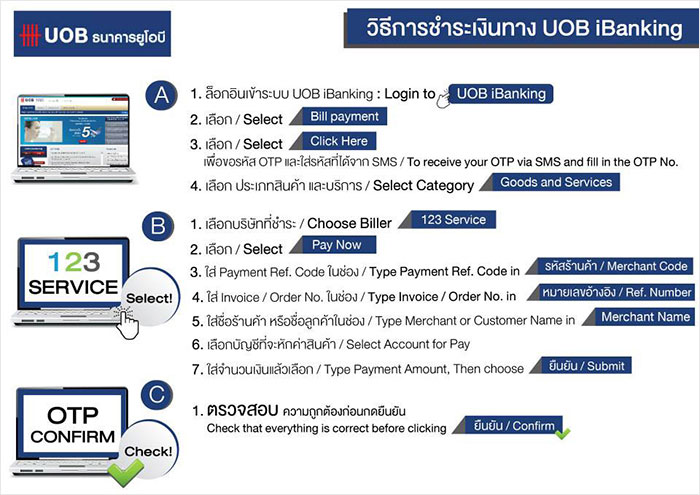 UOB ธนาคารยูโอบี
วิธีการชำระเงินทาง UOB iBanking
A
1. ล็อกอินเข้าระบบ UOB iBanking : Login to UOB iBanking
2. เลือก / Select Bill payment
3. เลือก / Select Click Here
เพื่อขอรหัส OTP และใส่รหัสที่ได้จาก SMS / To receive your OTP via SMS and fill in the OTP No.
4. เลือก ประเภทสินค้า และบริการ / Select Category Goods and Services
B
123
SERVICE
Select!
1. เลือกบริษัทที่ชำระ / Choose Biller 123 Service
2. เลือก / Select Pay Now
3. ใส่ Payment Ref. Code ในช่อง / Type Payment Ref. Code in รหัสร้านค้า / Merchant Code
4. ใส่ Invoice / Order No. ในช่อง / Type Invoice / Order No. in หมายเลขอ้างอิง / Ref. Number
5. ใส่ชื่อร้านค้า หรือชื่อลูกค้าในช่อง / Type Merchant or Customer Name in Merchant Name
6. เลือกบัญชีที่จะหักค่าสินค้า / Select Account for Pay
7. ใส่จำนวนเงินแล้วเลือก / Type Payment Amount, Then choose ยืนยัน / Submit
C
OTP
CONFIRM
Check!
1. ตรวจสอบ ความถูกต้องก่อนกดยืนยัน
Check that everything is correct before clicking ยืนยัน / Confirm